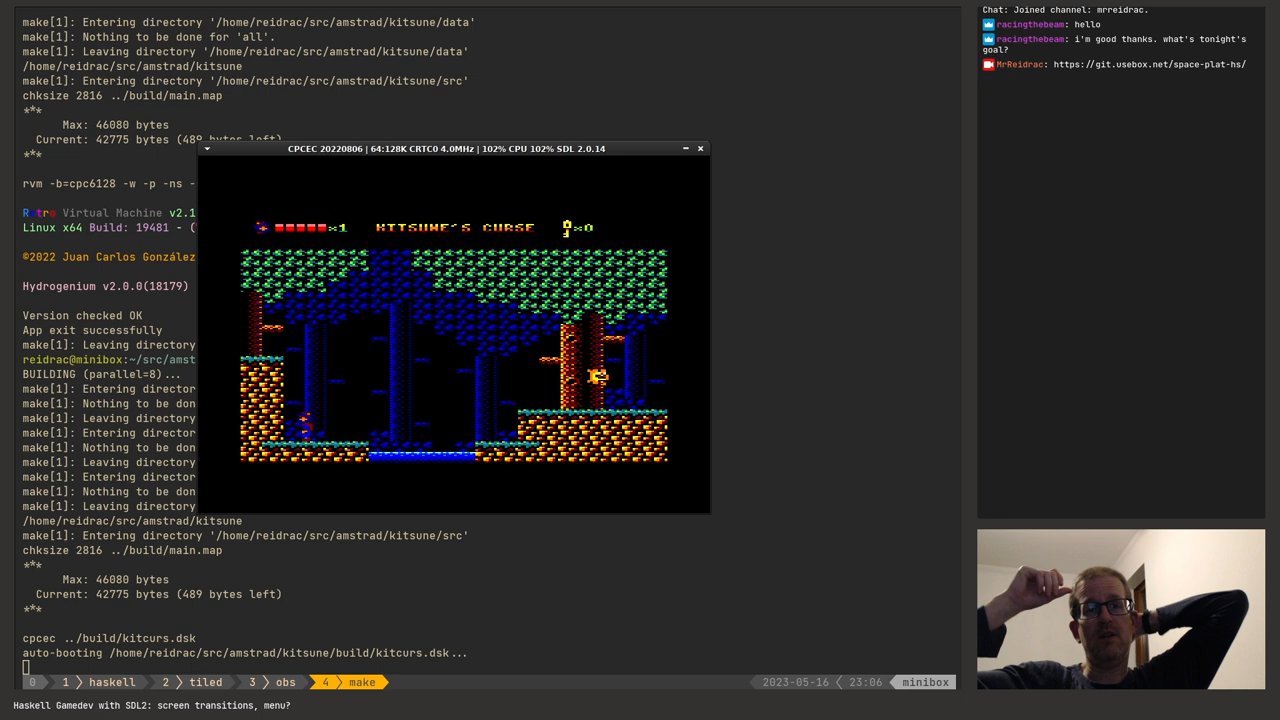 make[1]: Entering directory '/home/reidrac/src/amstrad/kitsune/data'
make[1]: Nothing to be done for 'all'.
make[1]: Leaving directory '/home/reidrac/src/amstrad/kitsune/data'
/home/reidrac/src/amstrad/kitsune
make[1]: Entering directory '/home/reidrac/src/amstrad/kitsune/src'
chksize 2816 ../build/main.map
***
Max: 46080 bytes
Current: 42775 bytes (489 bytes left)
***
rvm -b=cpc6128 -w -p -ns -
Retro Virtual Machine v2.1
Linux x64 Build: 19481 - (
©2022 Juan Carlos González
Hydrogenium v2.0.0(18179)
Version checked OK
App exit successfully
make[1]: Leaving directory
reidrac@minibox:~/src/amst
BUILDING (parallel=8)...
make[1]: Entering director
make[1]: Nothing to be don
make[1]: Leaving directory
make[1]: Entering director
make[1]: Nothing to be don
make[1]: Leaving directory
make[1]: Entering director
make[1]: Nothing to be don
make[1]: Leaving directory
/home/reidrac/src/amstrad/kitsune
make[1]: Entering directory '/home/reidrac/src/amstrad/kitsune/src'
chksize 2816 ../build/main.map
***
Max: 46080 bytes
Current: 42775 bytes (489 bytes left)
***
cpcec ../build/kitcurs.dsk
auto-booting /home/reidrac/src/amstrad/kitsune/build/kitcurs.dsk...
0 1 haskell 2 tiled 3 obs 4 make 2023-05-16 23:06 minibox
Haskell Gamedev with SDL2: screen transitions, menu?
CPCEC 20220806 | 64:128K CRTC0 4.0MHz | 102% CPU 102% SDL 2.0.14
×1 KITSUNE'S CURSE ×0
Chat: Joined channel: mrreidrac.
racingthebeam: hello
racingthebeam: i'm good thanks. what's tonight's
goal?
MrReidrac: https://git.usebox.net/space-plat-hs/